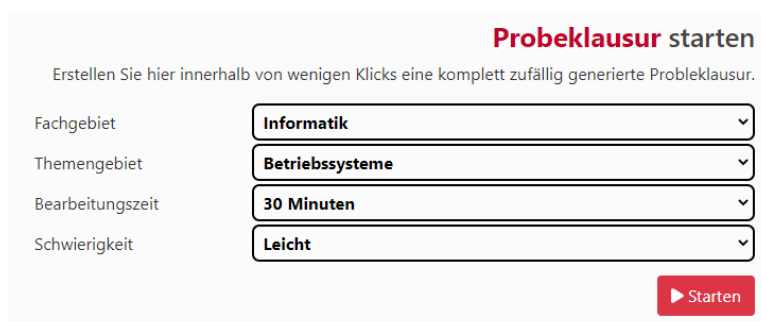 Probeklausur starten
Erstellen Sie hier innerhalb von wenigen Klicks eine komplett zufällig generierte Probleklausur.
Fachgebiet Informatik
Themengebiet Betriebssysteme
Bearbeitungszeit 30 Minuten
Schwierigkeit Leicht
Starten